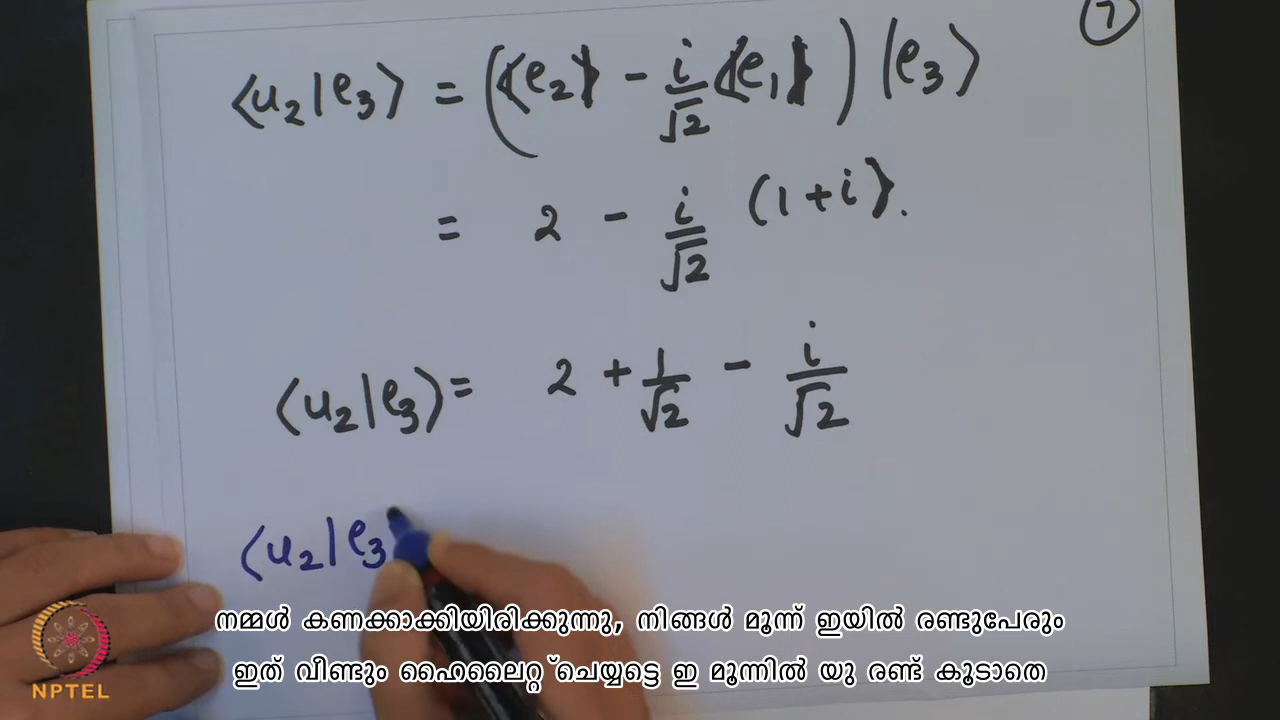 7
⟨u₂|e₃⟩ = (⟨e₂| - i/√2 ⟨e₁|) |e₃⟩
= 2 - i/√2 (1+i).
⟨u₂|e₃⟩ = 2 + 1/√2 - i/√2
⟨u₂|e₃
നമ്മൾ കണക്കാക്കിയിരിക്കുന്നു, നിങ്ങൾ മൂന്ന് ഇയിൽ രണ്ടുപേരും
ഇത് വീണ്ടും ഹൈലൈറ്റ് ചെയ്യട്ടെ ഇ മൂന്നിൽ യു രണ്ട് കൂടാതെ
NPTEL